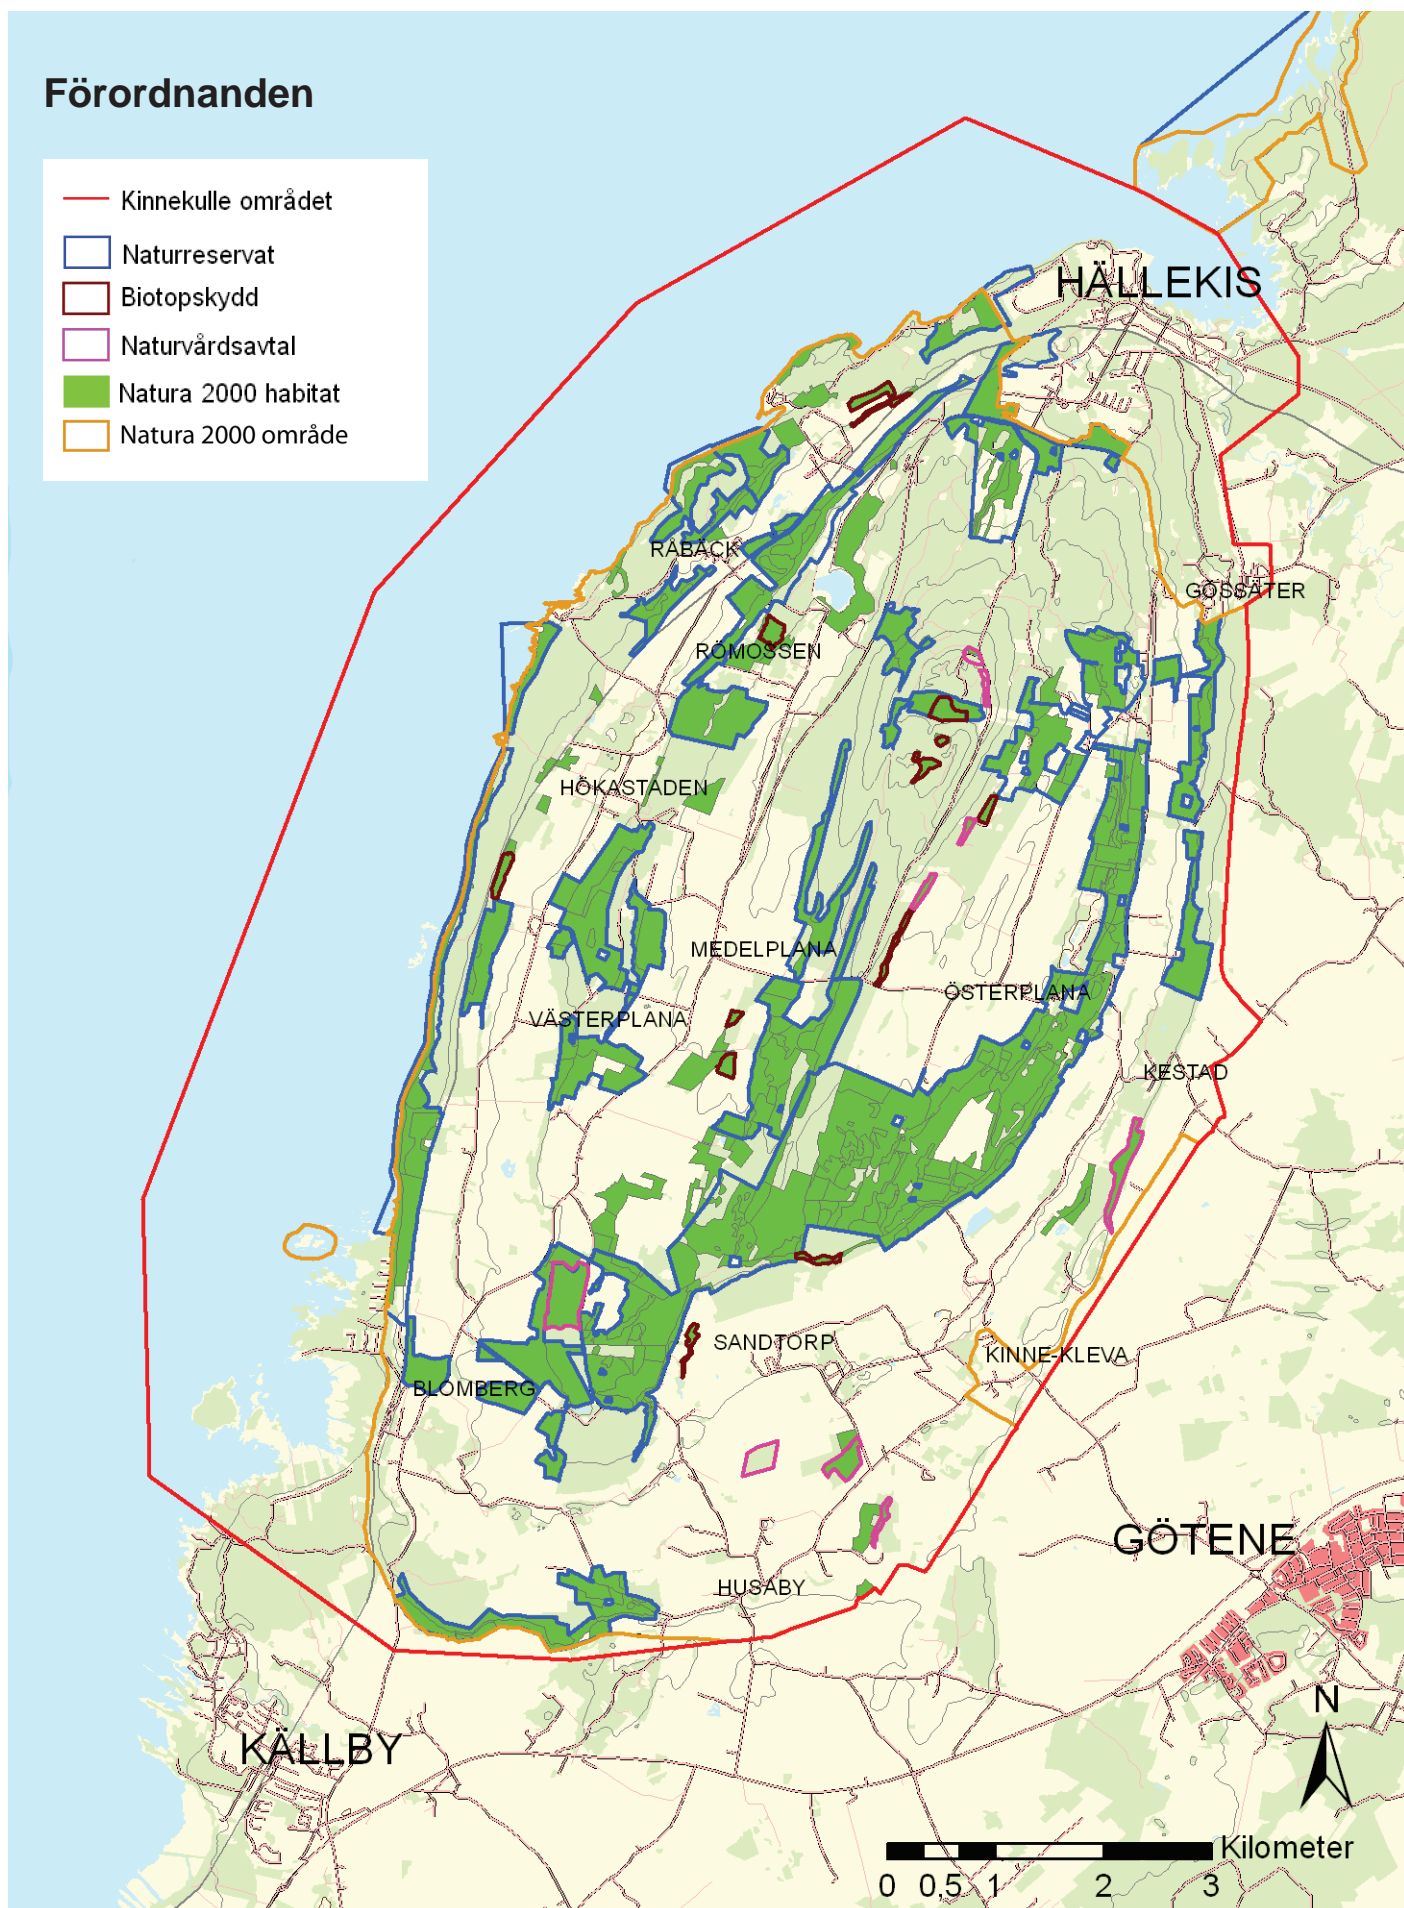 Förordnanden
Kinnekulle området
Naturreservat
Biotopskydd
Naturvårdsavtal
Natura 2000 habitat
Natura 2000 område
HÄLLEKIS
RÅBÄCK
GÖSSÄTER
RÖMOSSEN
HÖKASTADEN
MEDELPLANA
ÖSTERPLANA
VÄSTERPLANA
KESTAD
SANDTORP
KINNE-KLEVA
BLOMBERG
GÖTENE
HUSABY
N
KÄLLBY
Kilometer
0 0,5 1 2 3